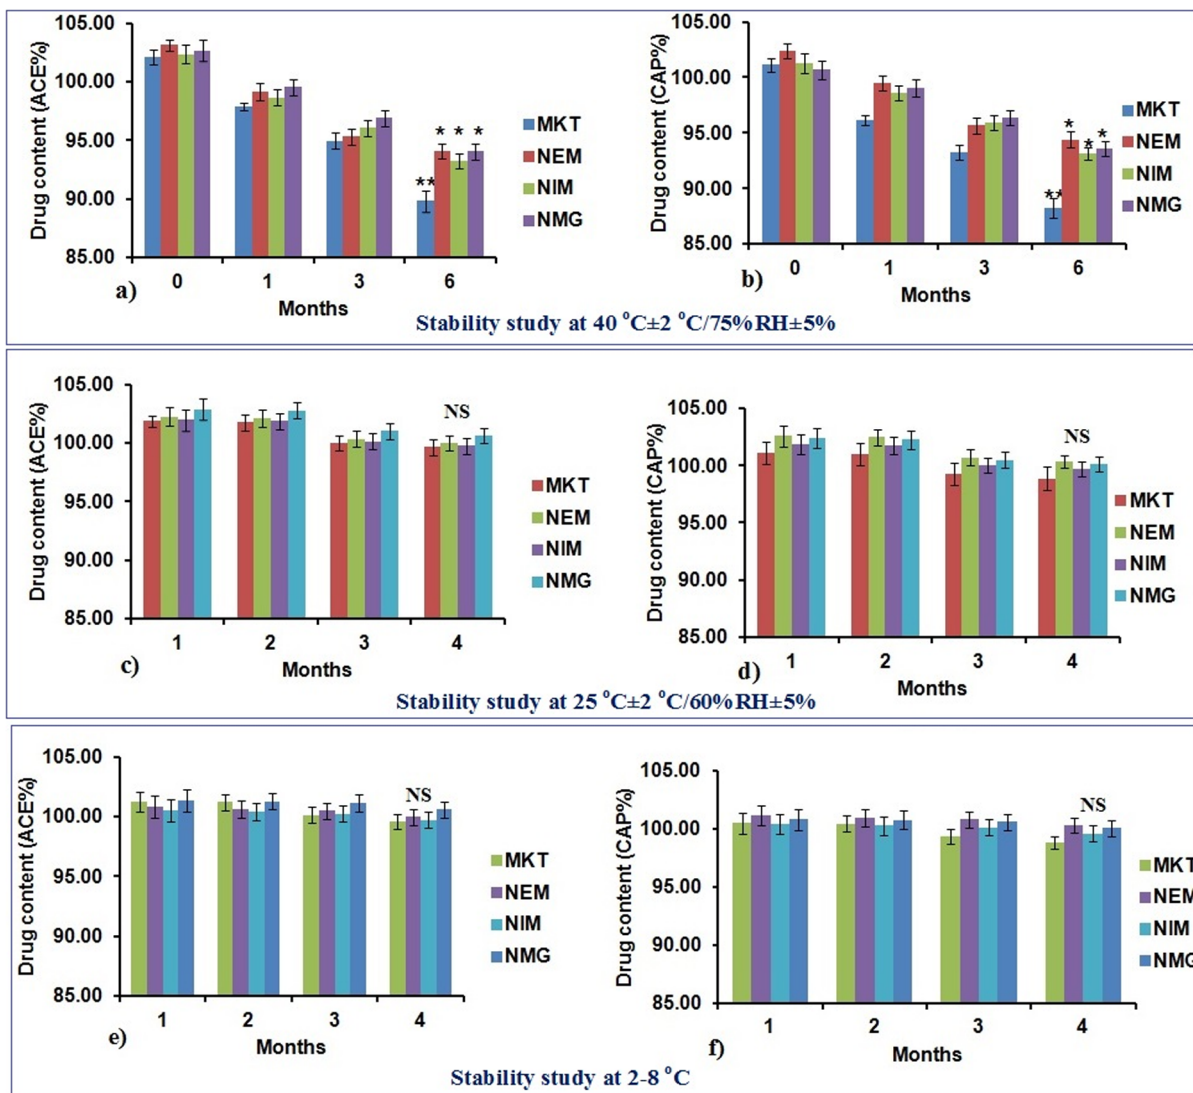 105.00
100.00
95.00
90.00
85.00
Drug content (ACE%)
** * * *
MKT
NEM
NIM
NMG
0 1 3 6
Months
a)
105.00
100.00
95.00
90.00
85.00
Drug content (CAP%)
** * * *
MKT
NEM
NIM
NMG
0 1 3 6
Months
b)
Stability study at 40 °C±2 °C/75%RH±5%
105.00
100.00
95.00
90.00
85.00
Drug content (ACE%)
NS
MKT
NEM
NIM
NMG
1 2 3 4
Months
c)
105.00
100.00
95.00
90.00
85.00
Drug content (CAP%)
NS
MKT
NEM
NIM
NMG
1 2 3 4
Months
d)
Stability study at 25 °C±2 °C/60%RH±5%
105.00
100.00
95.00
90.00
85.00
Drug content (ACE%)
NS
MKT
NEM
NIM
NMG
1 2 3 4
Months
e)
105.00
100.00
95.00
90.00
85.00
Drug content (CAP%)
NS
MKT
NEM
NIM
NMG
1 2 3 4
Months
f)
Stability study at 2-8 °C